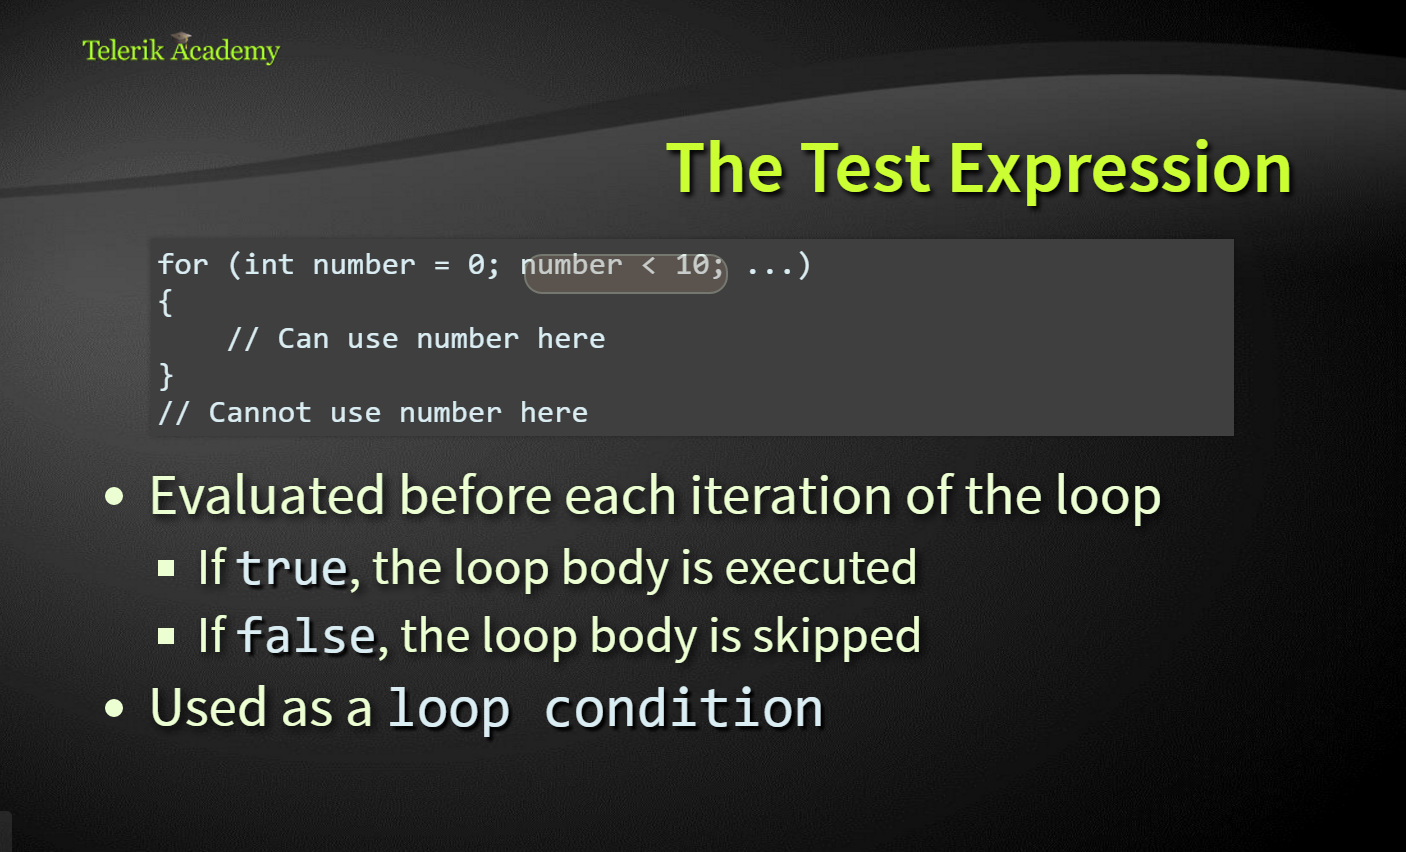 Telerik Academy
The Test Expression
for (int number = 0; number < 10; ...)
{
    // Can use number here
}
// Cannot use number here
• Evaluated before each iteration of the loop
▪ If true, the loop body is executed
▪ If false, the loop body is skipped
• Used as a loop condition